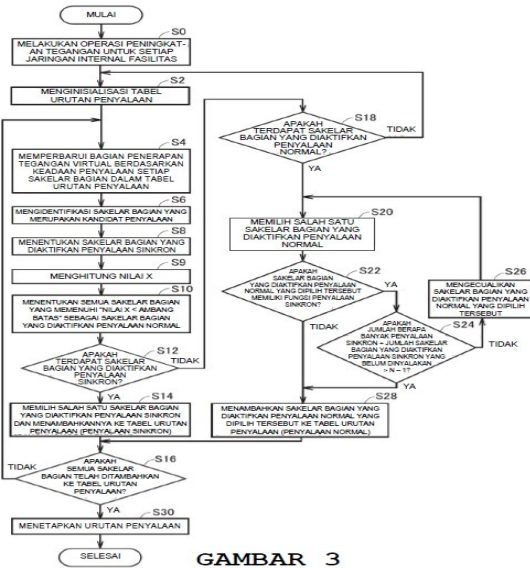 MULAI
S0
MELAKUKAN OPERASI PENINGKAT-
AN TEGANGAN UNTUK SETIAP
JARINGAN INTERNAL FASILITAS
S2
MENGINISIALISASI TABEL
URUTAN PENYALAAN
S4
MEMPERBARUI BAGIAN PENERAPAN
TEGANGAN VIRTUAL BERDASARKAN
KEADAAN PENYALAAN SETIAP
SAKELAR BAGIAN DALAM TABEL
URUTAN PENYALAAN
S6
MENGIDENTIFIKASI SAKELAR BAGIAN YANG
MERUPAKAN KANDIDAT PENYALAAN
S8
MENENTUKAN SAKELAR BAGIAN YANG
DIAKTIFKAN PENYALAAN SINKRON
S9
MENGHITUNG NILAI X
S10
MENENTUKAN SEMUA SAKELAR BAGIAN
YANG MEMENUHI "NILAI X < AMBANG
BATAS" SEBAGAI SAKELAR BAGIAN
YANG DIAKTIFKAN PENYALAAN NORMAL
S12
APAKAH
TERDAPAT SAKELAR
BAGIAN YANG DIAKTIFKAN
PENYALAAN
SINKRON?
TIDAK
YA
S14
MEMILIH SALAH SATU SAKELAR BAGIAN
YANG DIAKTIFKAN PENYALAAN SINKRON
DAN MENAMBAHKANNYA KE TABEL URUTAN
PENYALAAN (PENYALAAN SINKRON)
S16
APAKAH
SEMUA SAKELAR
BAGIAN TELAH DITAMBAHKAN
KE TABEL URUTAN
PENYALAAN?
TIDAK
YA
S30
MENETAPKAN URUTAN PENYALAAN
SELESAI
S18
APAKAH
TERDAPAT SAKELAR
BAGIAN YANG DIAKTIFKAN
PENYALAAN
NORMAL?
TIDAK
YA
S20
MEMILIH SALAH SATU
SAKELAR BAGIAN YANG
DIAKTIFKAN PENYALAAN
NORMAL
S22
APAKAH
SAKELAR BAGIAN
YANG DIAKTIFKAN PENYALAAN
NORMAL YANG DIPILIH TERSEBUT
MEMILIKI FUNGSI PENYALAAN
SINKRON?
YA
TIDAK
S24
APAKAH
JUMLAH BERAPA
BANYAK PENYALAAN
SINKRON + JUMLAH SAKELAR
BAGIAN YANG DIAKTIFKAN
PENYALAAN SINKRON YANG
BELUM DINYALAKAN
> N - 1?
TIDAK
YA
S26
MENGECUALIKAN
SAKELAR BAGIAN YANG
DIAKTIFKAN PENYALAAN
NORMAL YANG DIPILIH
TERSEBUT
S28
MENAMBAHKAN SAKELAR BAGIAN YANG
DIAKTIFKAN PENYALAAN NORMAL YANG
DIPILIH TERSEBUT KE TABEL URUTAN
PENYALAAN (PENYALAAN NORMAL)
GAMBAR 3